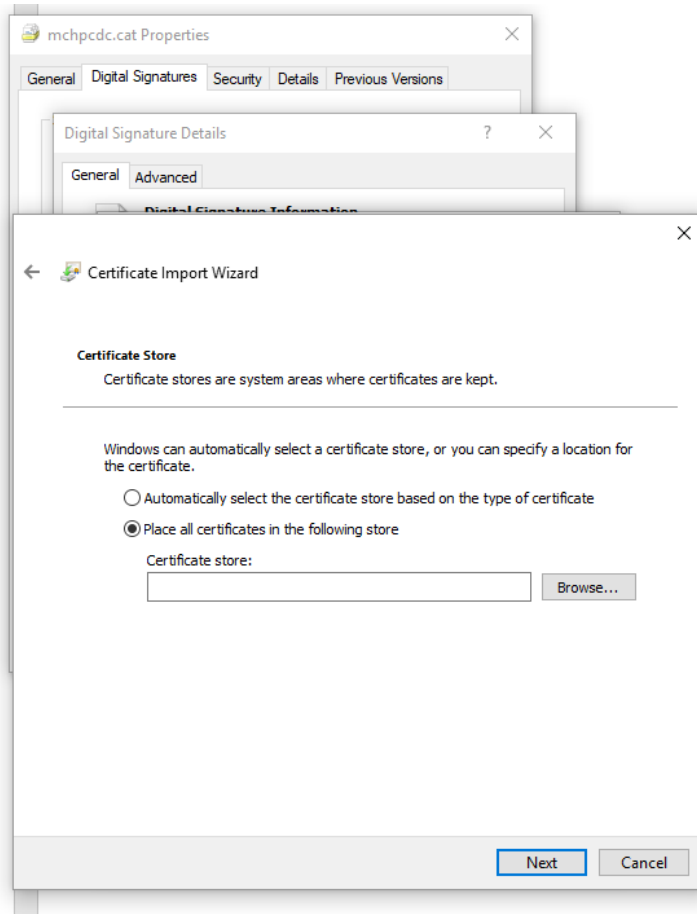 mchpcdc.cat Properties
General Digital Signatures Security Details Previous Versions
Digital Signature Details
General Advanced
Digital Signature Information
Certificate Import Wizard
Certificate Store
Certificate stores are system areas where certificates are kept.
Windows can automatically select a certificate store, or you can specify a location for
the certificate.
Automatically select the certificate store based on the type of certificate
Place all certificates in the following store
Certificate store:
Browse...
Next Cancel